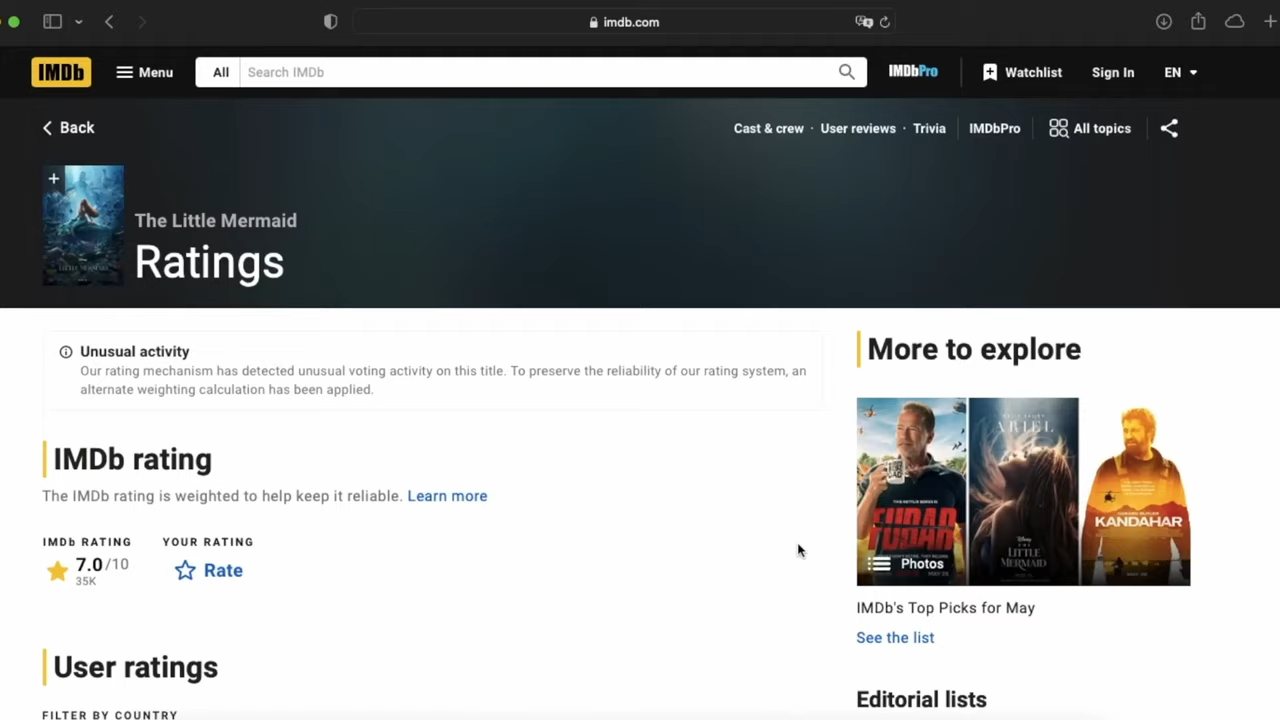 imdb.com
IMDb
Menu
All
Search IMDb
IMDbPro
Watchlist
Sign In
EN
Back
Cast & crew · User reviews · Trivia
IMDbPro
All topics
The Little Mermaid
Ratings
Unusual activity
Our rating mechanism has detected unusual voting activity on this title. To preserve the reliability of our rating system, an
alternate weighting calculation has been applied.
IMDb rating
The IMDb rating is weighted to help keep it reliable. Learn more
IMDb RATING
YOUR RATING
7.0/10
35K
Rate
User ratings
FILTER BY COUNTRY
More to explore
FUBAR
ARIEL
Disney
THE
LITTLE
MERMAID
KANDAHAR
Photos
IMDb's Top Picks for May
See the list
Editorial lists